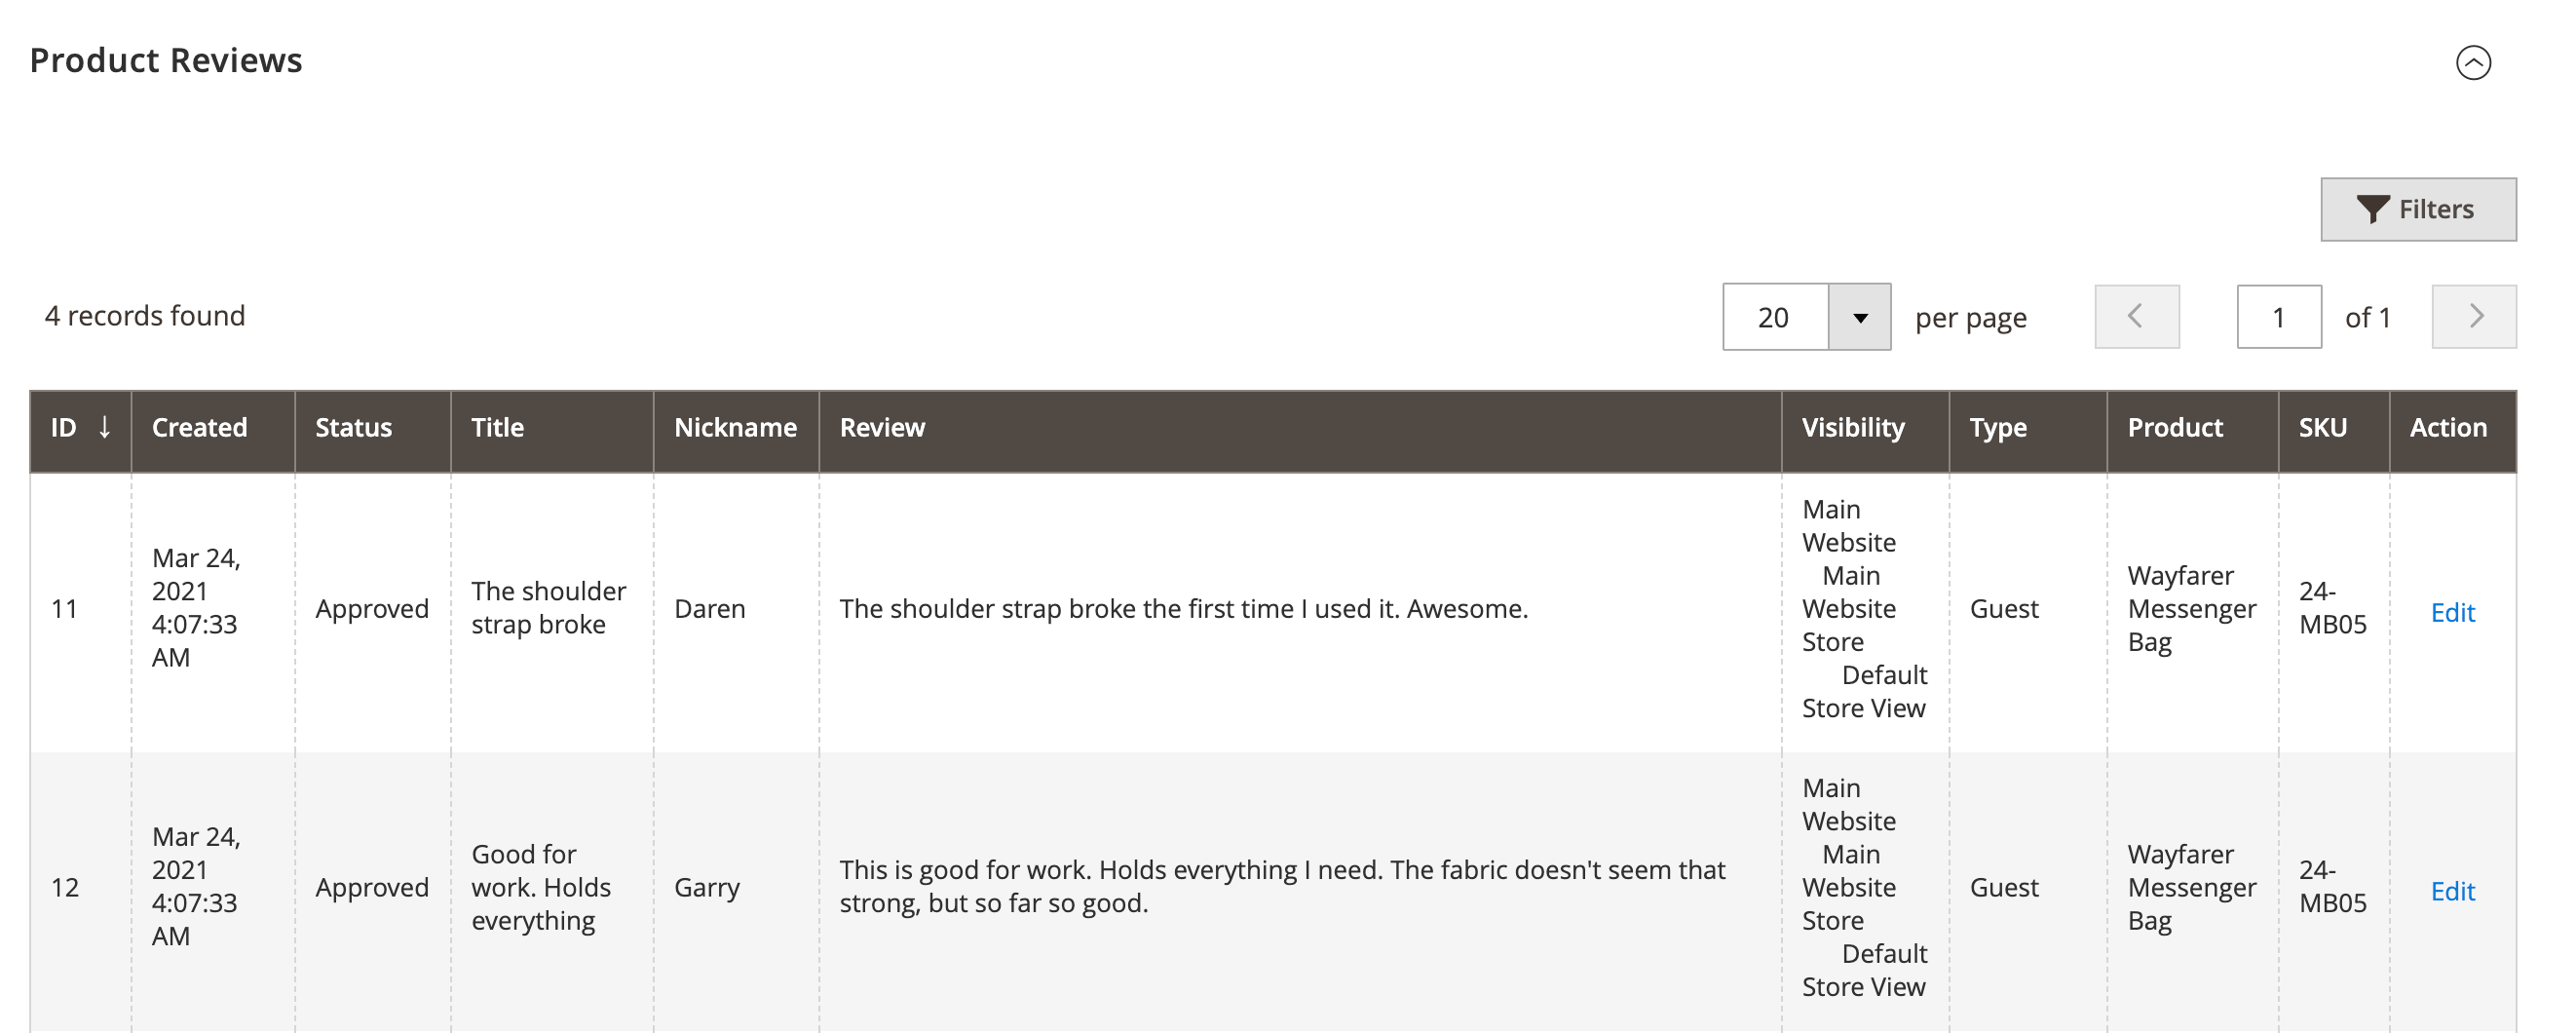 Product Reviews
Filters
4 records found
20 per page 1 of 1
ID ↓ Created Status Title Nickname Review Visibility Type Product SKU Action
11
Mar 24,
2021
4:07:33
AM
Approved
The shoulder
strap broke
Daren
The shoulder strap broke the first time I used it. Awesome.
Main
Website
Main
Website
Store
Default
Store View
Guest
Wayfarer
Messenger
Bag
24-
MB05
Edit
12
Mar 24,
2021
4:07:33
AM
Approved
Good for
work. Holds
everything
Garry
This is good for work. Holds everything I need. The fabric doesn't seem that
strong, but so far so good.
Main
Website
Main
Website
Store
Default
Store View
Guest
Wayfarer
Messenger
Bag
24-
MB05
Edit